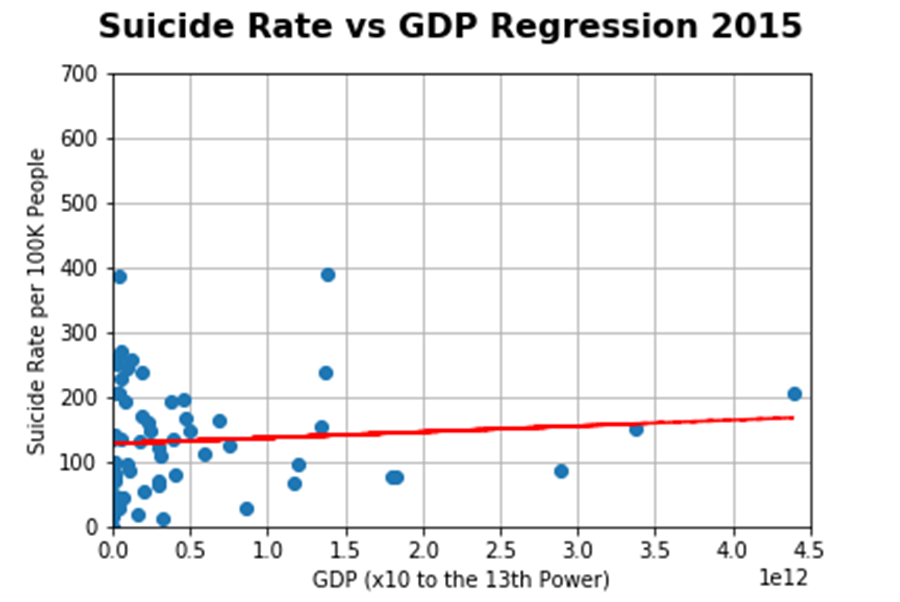 Suicide Rate vs GDP Regression 2015
700
600
500
400
300
200
100
0
Suicide Rate per 100K People
0.0 0.5 1.0 1.5 2.0 2.5 3.0 3.5 4.0 4.5
1e12
GDP (x10 to the 13th Power)